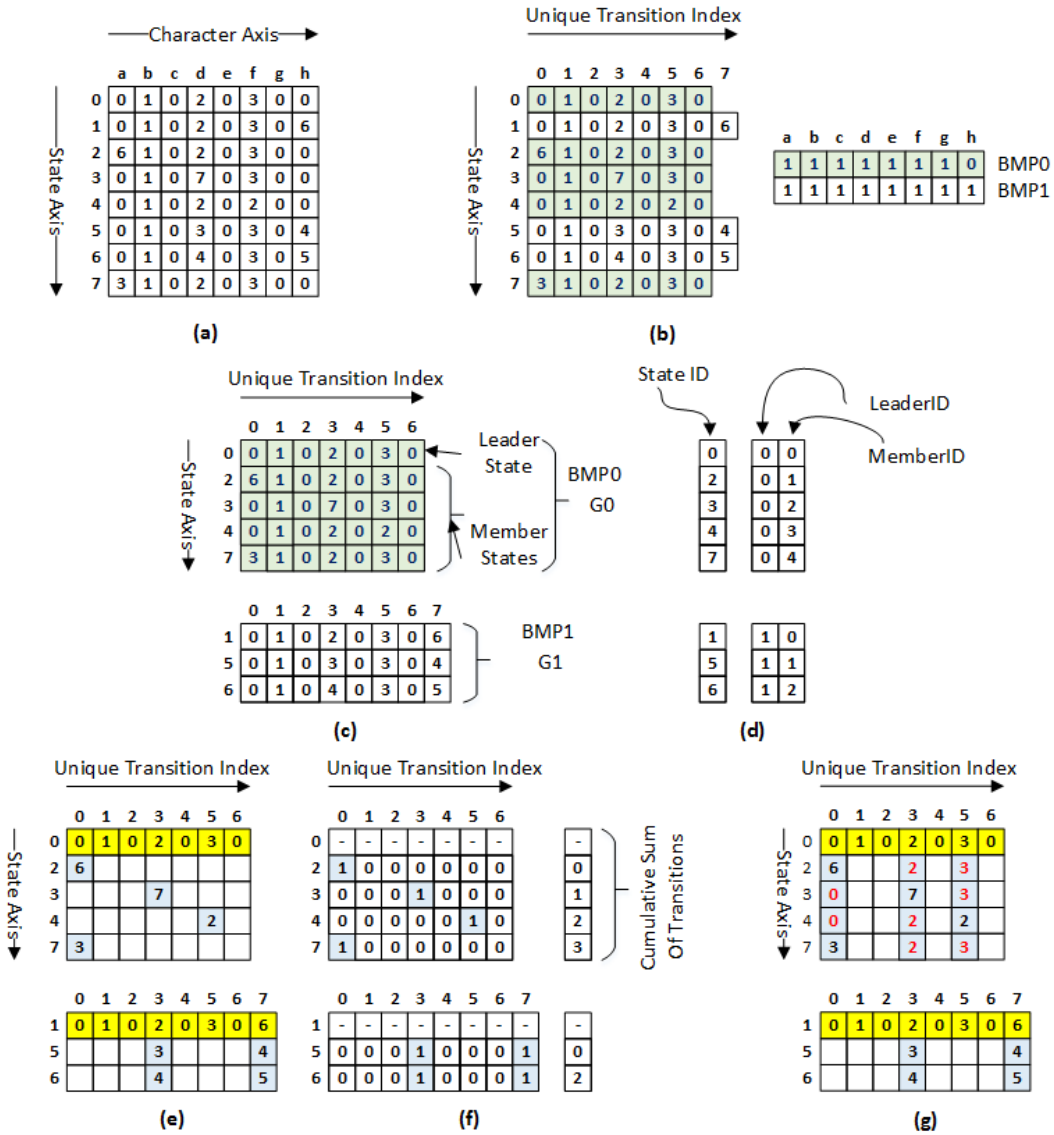 Character Axis
a b c d e f g h
State Axis
0 0 1 0 2 0 3 0 0
1 0 1 0 2 0 3 0 6
2 6 1 0 2 0 3 0 0
3 0 1 0 7 0 3 0 0
4 0 1 0 2 0 2 0 0
5 0 1 0 3 0 3 0 4
6 0 1 0 4 0 3 0 5
7 3 1 0 2 0 3 0 0
(a)
Unique Transition Index
0 1 2 3 4 5 6 7
State Axis
0 0 1 0 2 0 3 0
1 0 1 0 2 0 3 0 6
2 6 1 0 2 0 3 0
3 0 1 0 7 0 3 0
4 0 1 0 2 0 2 0
5 0 1 0 3 0 3 0 4
6 0 1 0 4 0 3 0 5
7 3 1 0 2 0 3 0
a b c d e f g h
1 1 1 1 1 1 1 0 BMP0
1 1 1 1 1 1 1 1 BMP1
(b)
Unique Transition Index
0 1 2 3 4 5 6
State Axis
0 0 1 0 2 0 3 0
2 6 1 0 2 0 3 0
3 0 1 0 7 0 3 0
4 0 1 0 2 0 2 0
7 3 1 0 2 0 3 0
Leader
State
Member
States
BMP0
G0
0 1 2 3 4 5 6 7
1 0 1 0 2 0 3 0 6
5 0 1 0 3 0 3 0 4
6 0 1 0 4 0 3 0 5
BMP1
G1
(c)
State ID
LeaderID
MemberID
0 0 0
2 0 1
3 0 2
4 0 3
7 0 4
1 1 0
5 1 1
6 1 2
(d)
Unique Transition Index
0 1 2 3 4 5 6
State Axis
0 0 1 0 2 0 3 0
2 6
3 7
4 2
7 3
0 1 2 3 4 5 6 7
1 0 1 0 2 0 3 0 6
5 3 4
6 4 5
(e)
Unique Transition Index
0 1 2 3 4 5 6
0 - - - - - - - -
2 1 0 0 0 0 0 0 0
3 0 0 0 1 0 0 0 1
4 0 0 0 0 0 1 0 2
7 1 0 0 0 0 0 0 3
Cumulative Sum
Of Transitions
0 1 2 3 4 5 6 7
1 - - - - - - - - -
5 0 0 0 1 0 0 0 1 0
6 0 0 0 1 0 0 0 1 2
(f)
Unique Transition Index
0 1 2 3 4 5 6
State Axis
0 0 1 0 2 0 3 0
2 6 2 3
3 0 7 3
4 0 2 2
7 3 2 3
0 1 2 3 4 5 6 7
1 0 1 0 2 0 3 0 6
5 3 4
6 4 5
(g)